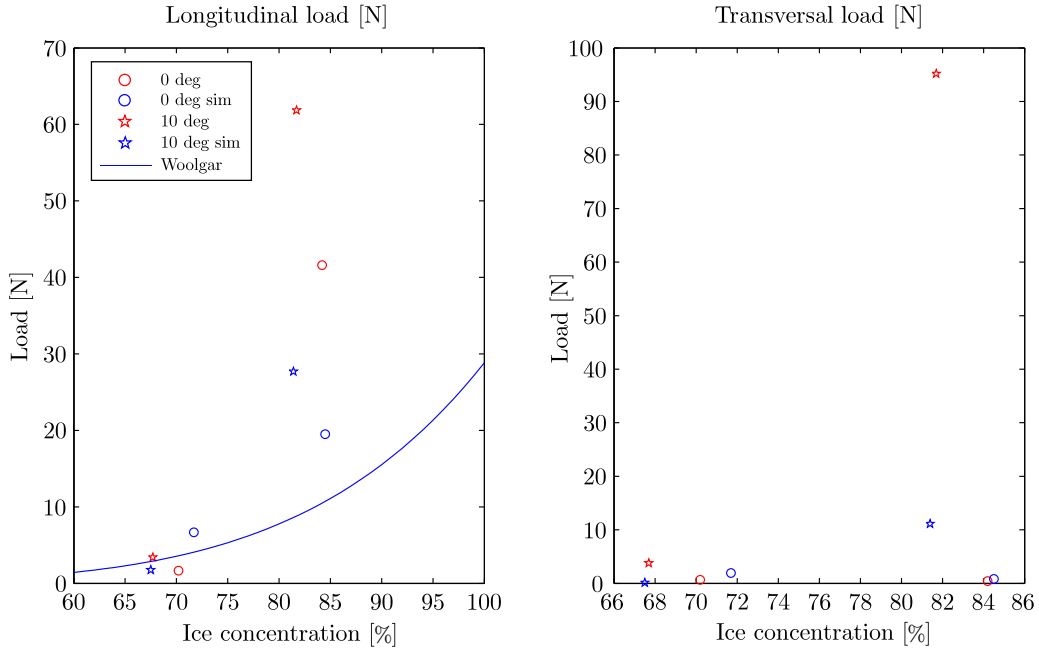 Longitudinal load [N]
70
60
50
40
30
20
10
0
Load [N]
0 deg
0 deg sim
10 deg
10 deg sim
Woolgar
60 65 70 75 80 85 90 95 100
Ice concentration [%]
Transversal load [N]
100
90
80
70
60
50
40
30
20
10
0
Load [N]
66 68 70 72 74 76 78 80 82 84 86
Ice concentration [%]